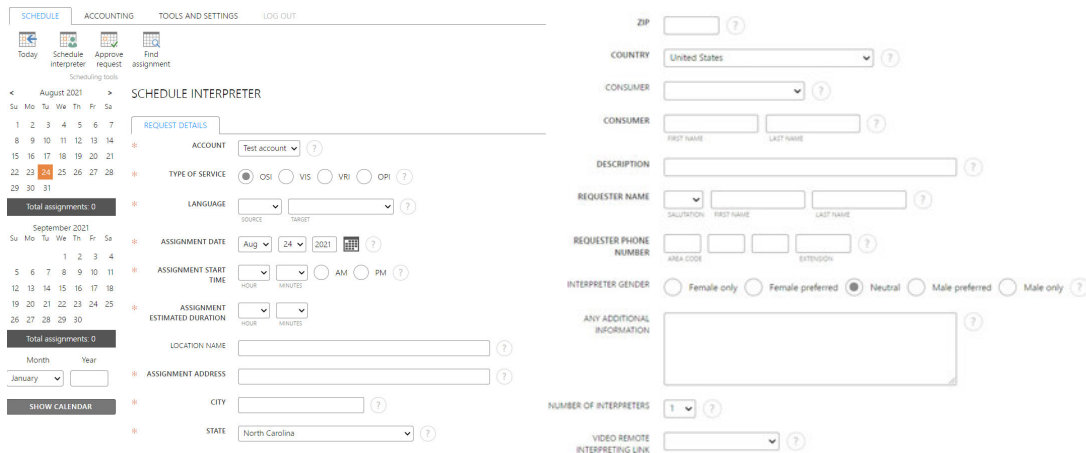 SCHEDULE ACCOUNTING TOOLS AND SETTINGS LOG OUT
Today
Schedule interpreter
Approve request
Find assignment
Scheduling tools
< August 2021 >
Su Mo Tu We Th Fr Sa
1 2 3 4 5 6 7
8 9 10 11 12 13 14
15 16 17 18 19 20 21
22 23 24 25 26 27 28
29 30 31
Total assignments: 0
September 2021
Su Mo Tu We Th Fr Sa
1 2 3 4
5 6 7 8 9 10 11
12 13 14 15 16 17 18
19 20 21 22 23 24 25
26 27 28 29 30
Total assignments: 0
Month Year
January
SHOW CALENDAR
SCHEDULE INTERPRETER
REQUEST DETAILS
* ACCOUNT Test account ?
* TYPE OF SERVICE OSI VIS VRI OPI ?
* LANGUAGE ?
SOURCE TARGET
* ASSIGNMENT DATE Aug 24 2021 ?
* ASSIGNMENT START TIME AM PM ?
HOUR MINUTES
* ASSIGNMENT ESTIMATED DURATION
HOUR MINUTES
LOCATION NAME ?
* ASSIGNMENT ADDRESS ?
* CITY ?
* STATE North Carolina ?
ZIP ?
COUNTRY United States ?
CONSUMER ?
CONSUMER ?
FIRST NAME LAST NAME
DESCRIPTION ?
REQUESTER NAME ?
SALUTATION FIRST NAME LAST NAME
REQUESTER PHONE NUMBER ?
AREA CODE EXTENSION
INTERPRETER GENDER Female only Female preferred Neutral Male preferred Male only ?
ANY ADDITIONAL INFORMATION ?
NUMBER OF INTERPRETERS 1 ?
VIDEO REMOTE INTERPRETING LINK ?